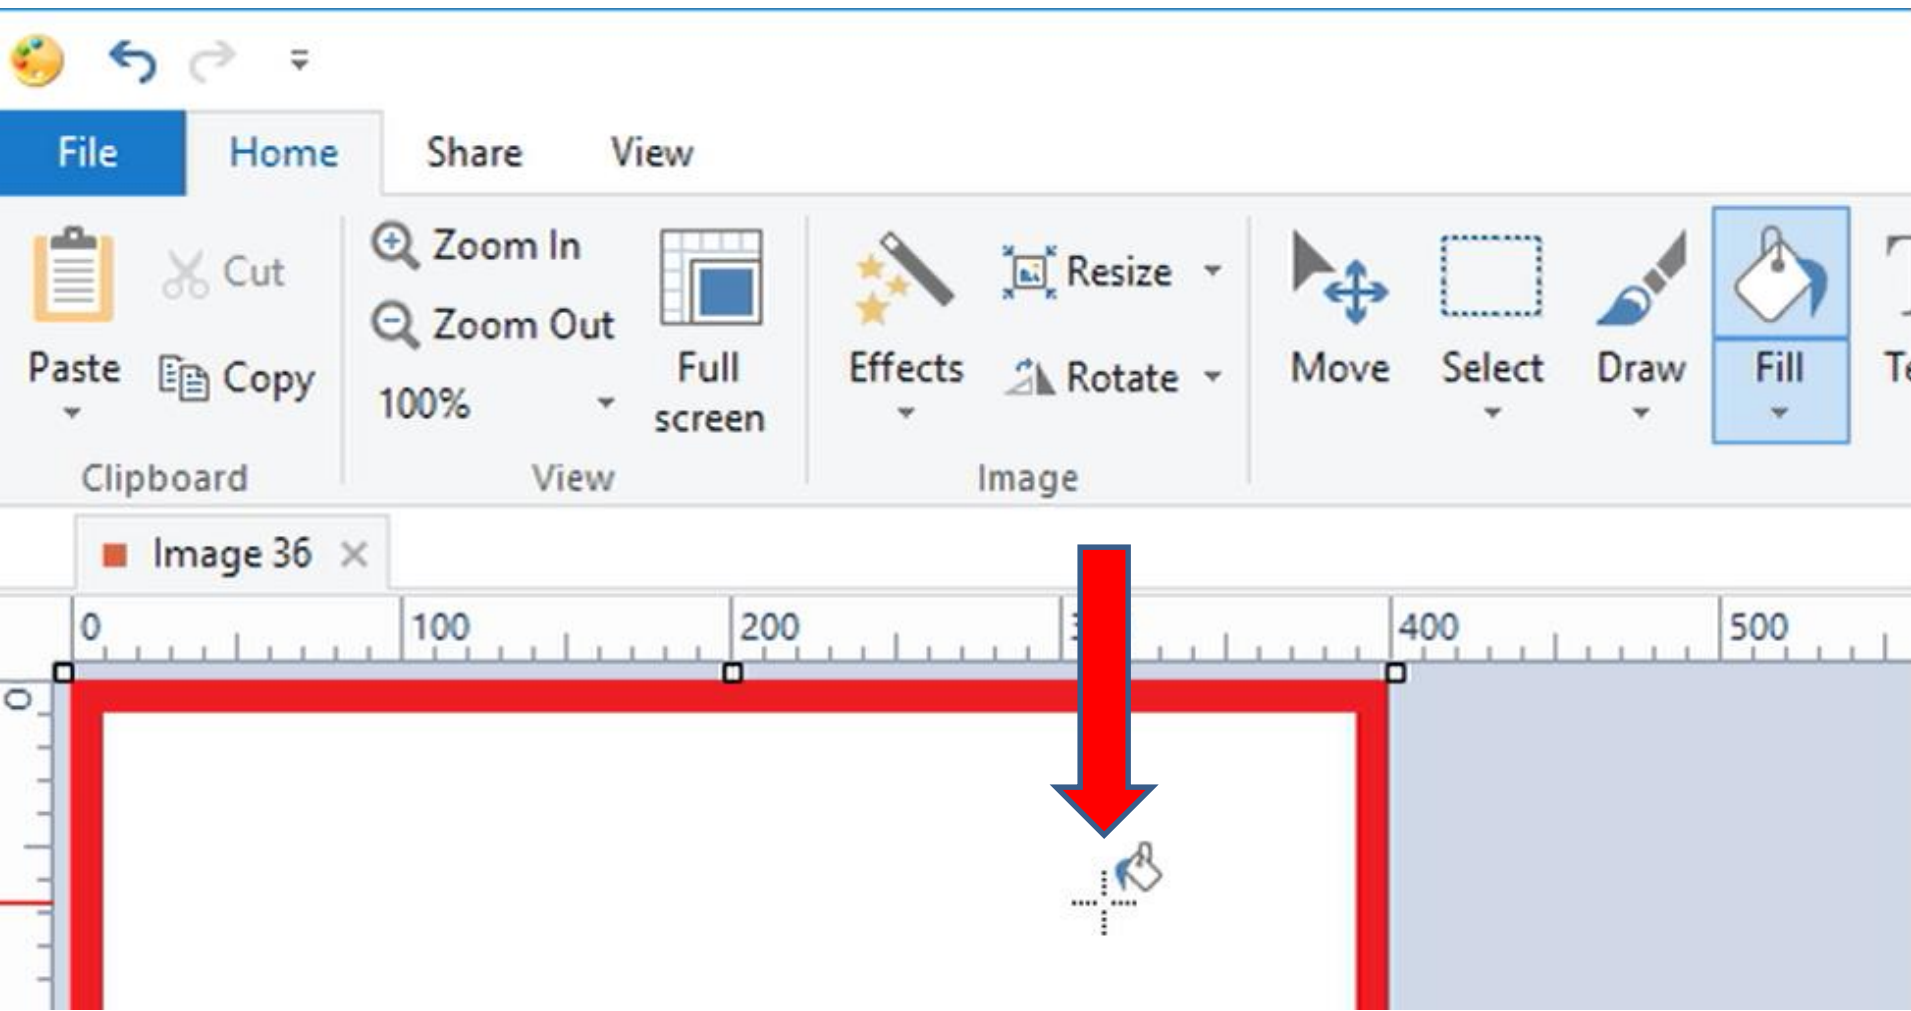 File Home Share View
Paste
Cut
Copy
Clipboard
Zoom In
Zoom Out
100%
Full
screen
View
Effects
Resize
Rotate
Image
Move
Select
Draw
Fill
Image 36
0 100 200 400 500
0